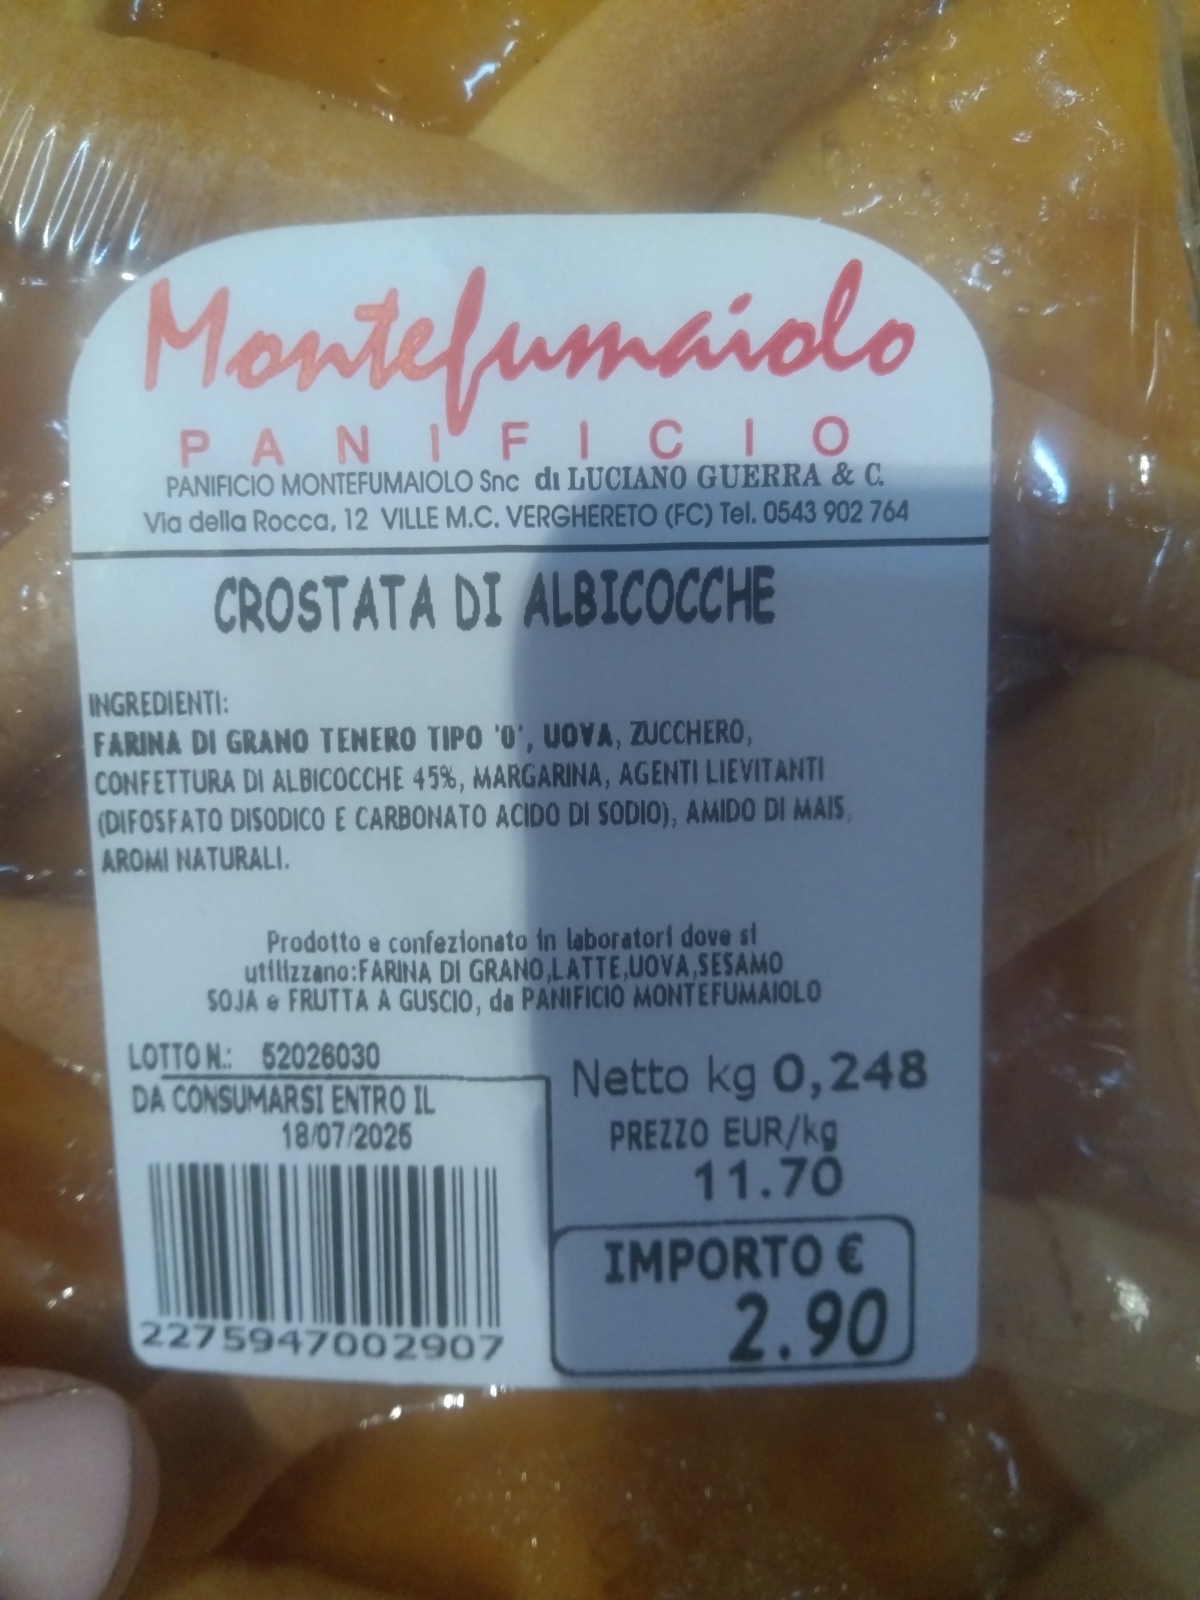 Montefumaiolo
PANIFICIO
PANIFICIO MONTEFUMAIOLO Snc di LUCIANO GUERRA & C.
Via della Rocca, 12 VILLE M.C. VERGHERETO (FC) Tel. 0543 902 764
CROSTATA DI ALBICOCCHE
INGREDIENTI:
FARINA DI GRANO TENERO TIPO '0', UOVA, ZUCCHERO,
CONFETTURA DI ALBICOCCHE 45%, MARGARINA, AGENTI LIEVITANTI
(DIFOSFATO DISODICO E CARBONATO ACIDO DI SODIO), AMIDO DI MAIS,
AROMI NATURALI.
Prodotto e confezionato in laboratori dove si
utilizzano:FARINA DI GRANO,LATTE,UOVA,SESAMO
SOJA e FRUTTA A GUSCIO, da PANIFICIO MONTEFUMAIOLO
LOTTO N.: 52026030
DA CONSUMARSI ENTRO IL
18/07/2026
2275947002907
Netto kg 0,248
PREZZO EUR/kg
11.70
IMPORTO €
2.90